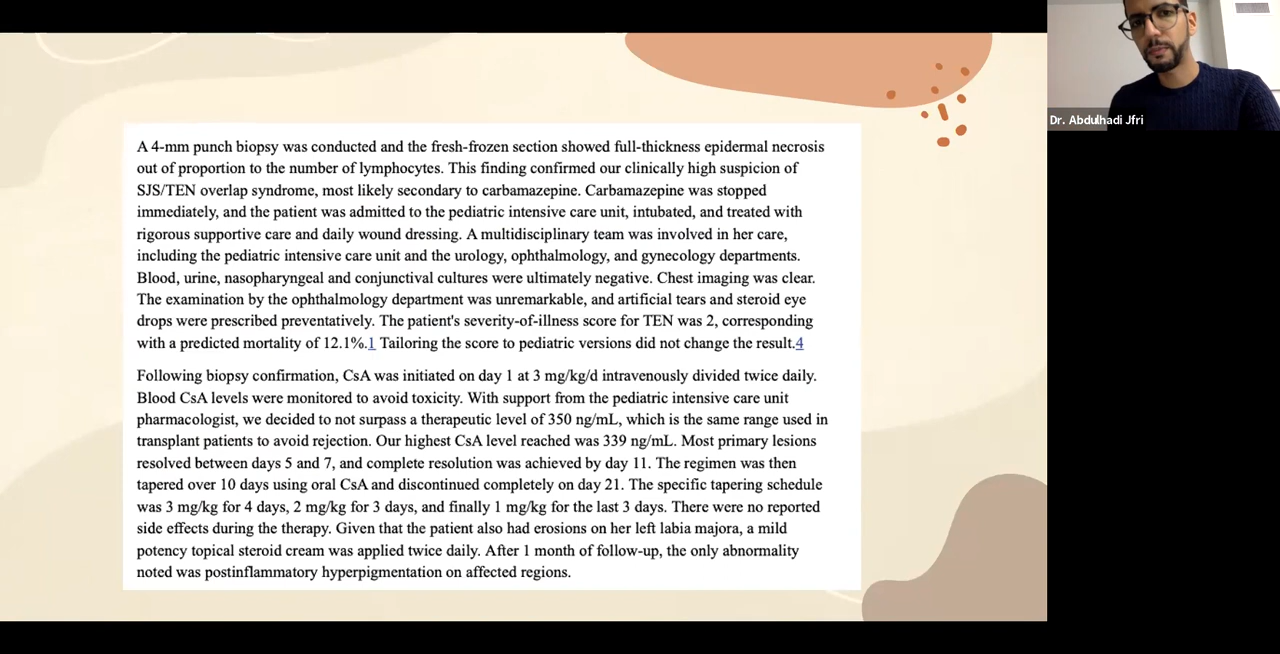 A 4-mm punch biopsy was conducted and the fresh-frozen section showed full-thickness epidermal necrosis
out of proportion to the number of lymphocytes. This finding confirmed our clinically high suspicion of
SJS/TEN overlap syndrome, most likely secondary to carbamazepine. Carbamazepine was stopped
immediately, and the patient was admitted to the pediatric intensive care unit, intubated, and treated with
rigorous supportive care and daily wound dressing. A multidisciplinary team was involved in her care,
including the pediatric intensive care unit and the urology, ophthalmology, and gynecology departments.
Blood, urine, nasopharyngeal and conjunctival cultures were ultimately negative. Chest imaging was clear.
The examination by the ophthalmology department was unremarkable, and artificial tears and steroid eye
drops were prescribed preventatively. The patient's severity-of-illness score for TEN was 2, corresponding
with a predicted mortality of 12.1%.1 Tailoring the score to pediatric versions did not change the result.4
Following biopsy confirmation, CsA was initiated on day 1 at 3 mg/kg/d intravenously divided twice daily.
Blood CsA levels were monitored to avoid toxicity. With support from the pediatric intensive care unit
pharmacologist, we decided to not surpass a therapeutic level of 350 ng/mL, which is the same range used in
transplant patients to avoid rejection. Our highest CsA level reached was 339 ng/mL. Most primary lesions
resolved between days 5 and 7, and complete resolution was achieved by day 11. The regimen was then
tapered over 10 days using oral CsA and discontinued completely on day 21. The specific tapering schedule
was 3 mg/kg for 4 days, 2 mg/kg for 3 days, and finally 1 mg/kg for the last 3 days. There were no reported
side effects during the therapy. Given that the patient also had erosions on her left labia majora, a mild
potency topical steroid cream was applied twice daily. After 1 month of follow-up, the only abnormality
noted was postinflammatory hyperpigmentation on affected regions.
Dr. Abdulhadi Jfri